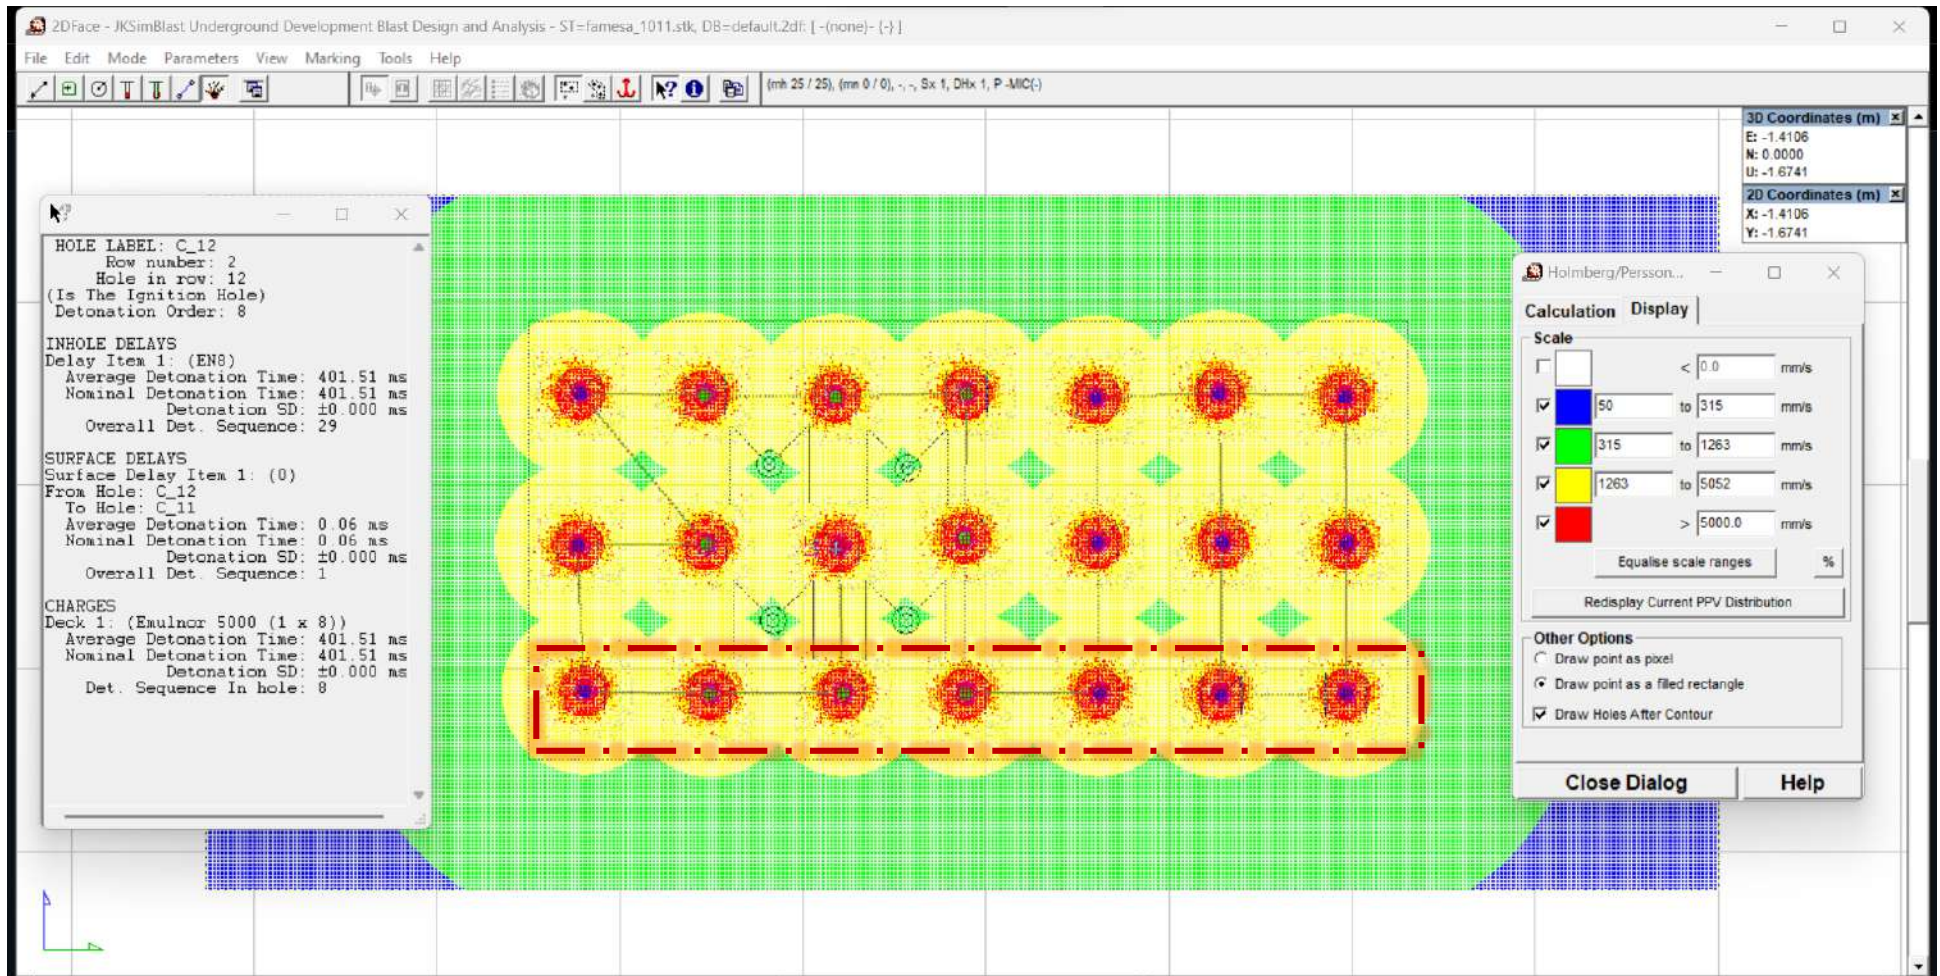 2DFace - JKSimBlast Underground Development Blast Design and Analysis - ST=famesa_1011.stk, DB=default.2df: [ -(none)- {-} ]
File Edit Mode Parameters View Marking Tools Help
(mh 25 / 25), (mn 0 / 0), -, -, Sx 1, DHx 1, P -MIC(-)
3D Coordinates (m)
E: -1.4106
N: 0.0000
U: -1.6741
2D Coordinates (m)
X: -1.4106
Y: -1.6741
HOLE LABEL: C_12
Row number: 2
Hole in row: 12
(Is The Ignition Hole)
Detonation Order: 8
INHOLE DELAYS
Delay Item 1: (EN8)
Average Detonation Time: 401.51 ms
Nominal Detonation Time: 401.51 ms
Detonation SD: ±0.000 ms
Overall Det. Sequence: 29
SURFACE DELAYS
Surface Delay Item 1: (0)
From Hole: C_12
To Hole: C_11
Average Detonation Time: 0.06 ms
Nominal Detonation Time: 0.06 ms
Detonation SD: ±0.000 ms
Overall Det. Sequence: 1
CHARGES
Deck 1: (Emulnor 5000 (1 x 8))
Average Detonation Time: 401.51 ms
Nominal Detonation Time: 401.51 ms
Detonation SD: ±0.000 ms
Det. Sequence In hole: 8
Holmberg/Persson...
Calculation Display
Scale
< 0.0 mm/s
50 to 315 mm/s
315 to 1263 mm/s
1263 to 5052 mm/s
> 5000.0 mm/s
Equalise scale ranges %
Redisplay Current PPV Distribution
Other Options
Draw point as pixel
Draw point as a filled rectangle
Draw Holes After Contour
Close Dialog Help